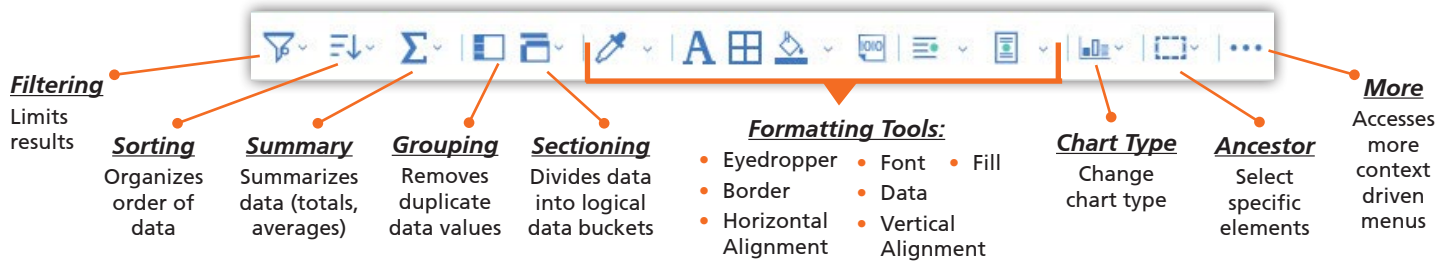 1010
Filtering
Limits
results
Sorting
Organizes
order of
data
Summary
Summarizes
data (totals,
averages)
Grouping
Removes
duplicate
data values
Sectioning
Divides data
into logical
data buckets
Formatting Tools:
• Eyedropper • Font • Fill
• Border • Data
• Horizontal
Alignment
• Vertical
Alignment
Chart Type
Change
chart type
Ancestor
Select
specific
elements
More
Accesses
more
context
driven
menus